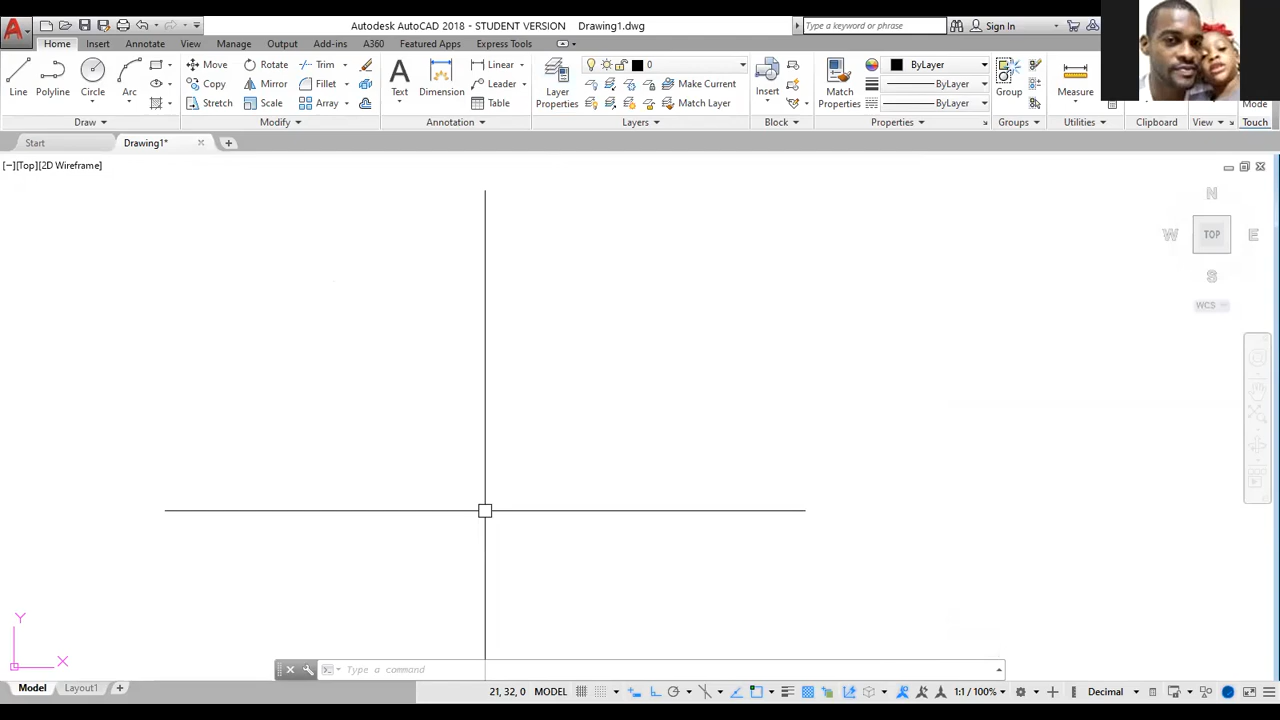 Autodesk AutoCAD 2018 - STUDENT VERSION Drawing1.dwg
Type a keyword or phrase
Sign In
Home Insert Annotate View Manage Output Add-ins A360 Featured Apps Express Tools
Line Polyline Circle Arc
Move Rotate Trim
Copy Mirror Fillet
Stretch Scale Array
Text Dimension
Linear
Leader
Table
Layer Properties
0
Make Current
Match Layer
Insert
Match Properties
ByLayer
ByLayer
ByLayer
Group
Measure
Mode
Draw Modify Annotation Layers Block Properties Groups Utilities Clipboard View Touch
Start Drawing1*
[−][Top][2D Wireframe]
N
W TOP E
S
WCS
Y
X
Type a command
Model Layout1
21, 32, 0 MODEL 1:1 / 100% Decimal